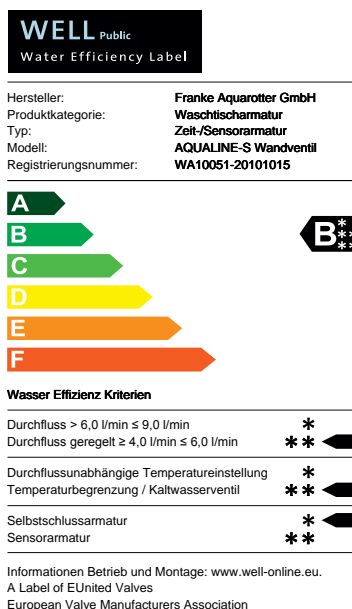 WELL Public
Water Efficiency Label
Hersteller: Franke Aquarotter GmbH
Produktkategorie: Waschtischarmatur
Typ: Zeit-/Sensorarmatur
Modell: AQUALINE-S Wandventil
Registrierungsnummer: WA10051-20101015
A
B
B*****
C
D
E
F
Wasser Effizienz Kriterien
Durchfluss > 6,0 l/min ≤ 9,0 l/min *
Durchfluss geregelt ≥ 4,0 l/min ≤ 6,0 l/min **
Durchflussunabhängige Temperatureinstellung *
Temperaturbegrenzung / Kaltwasserventil **
Selbstschlussarmatur *
Sensorarmatur **
Informationen Betrieb und Montage: www.well-online.eu.
A Label of EUnited Valves
European Valve Manufacturers Association